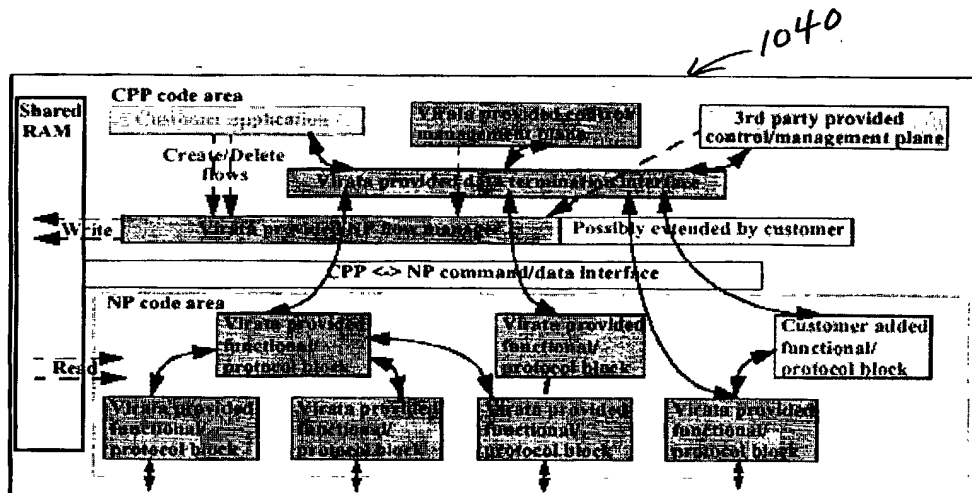 1040
Shared
RAM
CPP code area
Customer application
Virata provided control/
management plane
3rd party provided
control/management plane
Create/Delete
flows
Virata provided data termination interface
Write
Virata provided NP flow manager
Possibly extended by customer
CPP <-> NP command/data interface
NP code area
Virata provided
functional/
protocol block
Virata provided
functional/
protocol block
Customer added
functional/
protocol block
Read
Virata provided
functional/
protocol block
Virata provided
functional/
protocol block
Virata provided
functional/
protocol block
Virata provided
functional/
protocol block